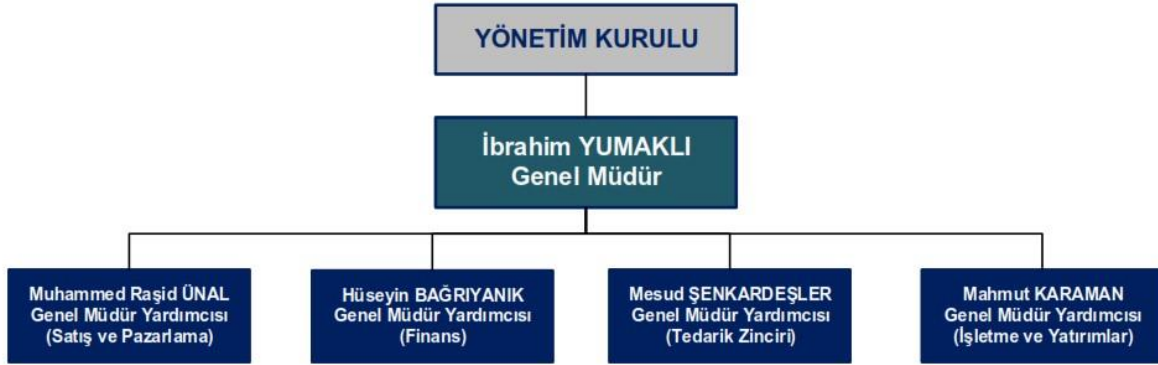 YÖNETİM KURULU
İbrahim YUMAKLI
Genel Müdür
Muhammed Raşid ÜNAL
Genel Müdür Yardımcısı
(Satış ve Pazarlama)
Hüseyin BAĞRIYANIK
Genel Müdür Yardımcısı
(Finans)
Mesud ŞENKARDEŞLER
Genel Müdür Yardımcısı
(Tedarik Zinciri)
Mahmut KARAMAN
Genel Müdür Yardımcısı
(İşletme ve Yatırımlar)